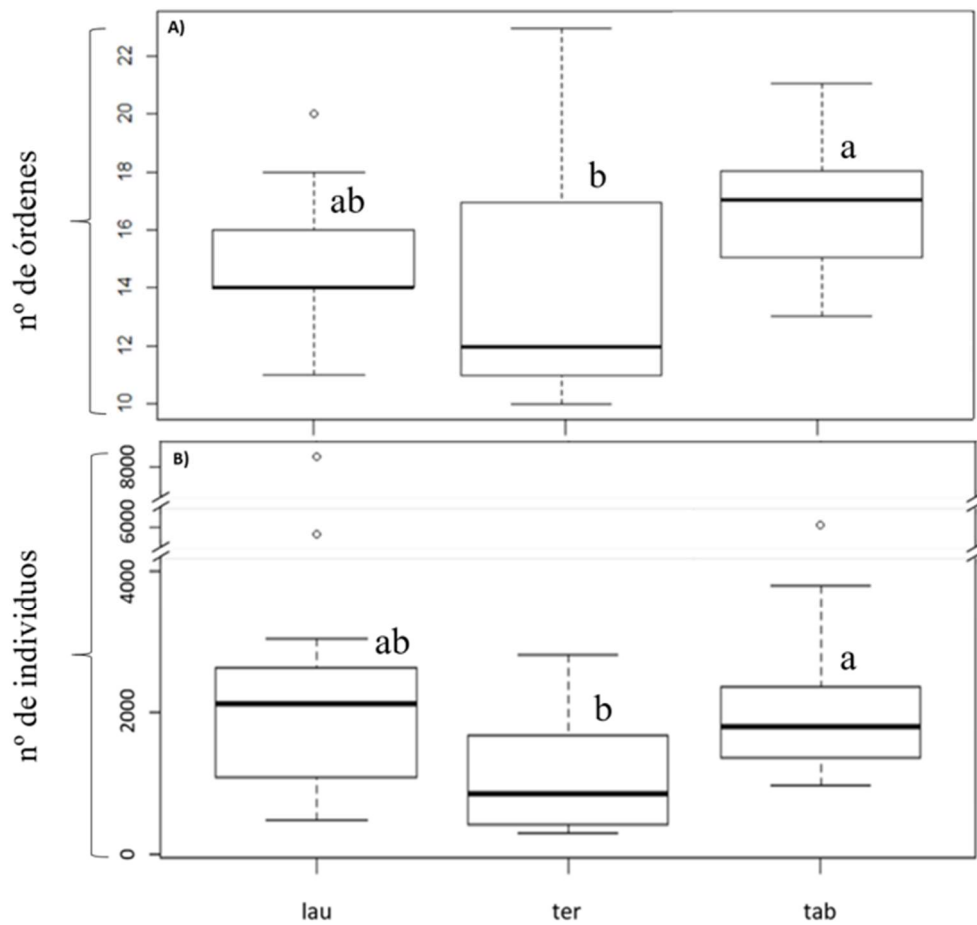 A)
nº de órdenes
22
20
18
16
14
12
10
ab
b
a
B)
nº de individuos
8000
6000
4000
2000
0
ab
b
a
lau ter tab